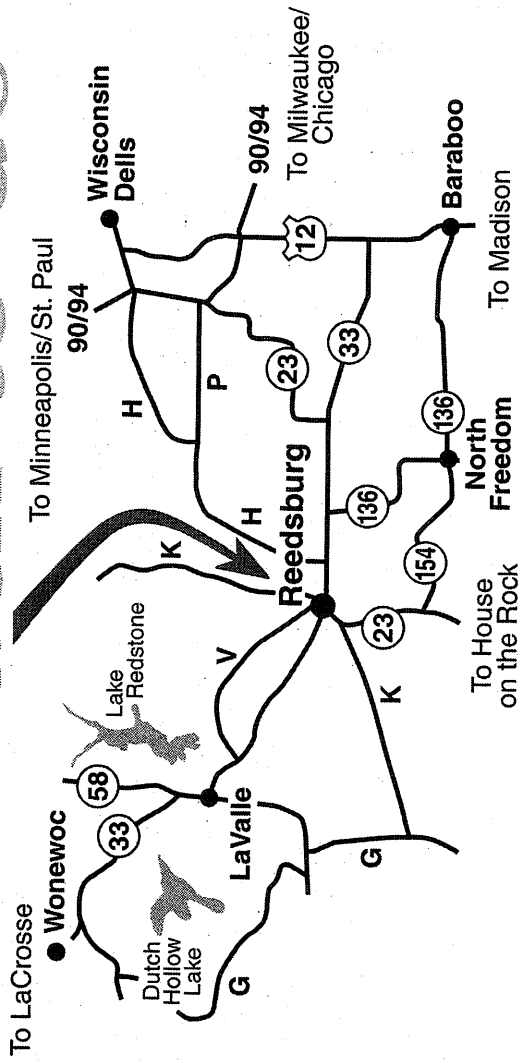 To LaCrosse
Wonewoc
33
58
Dutch
Hollow
Lake
G
LaValle
Lake
Redstone
V
K
G
K
To Minneapolis/St. Paul
90/94
H
H
P
Reedsburg
23
To House
on the Rock
154
136
136
North
Freedom
23
33
12
Wisconsin
Dells
90/94
To Milwaukee/
Chicago
Baraboo
To Madison